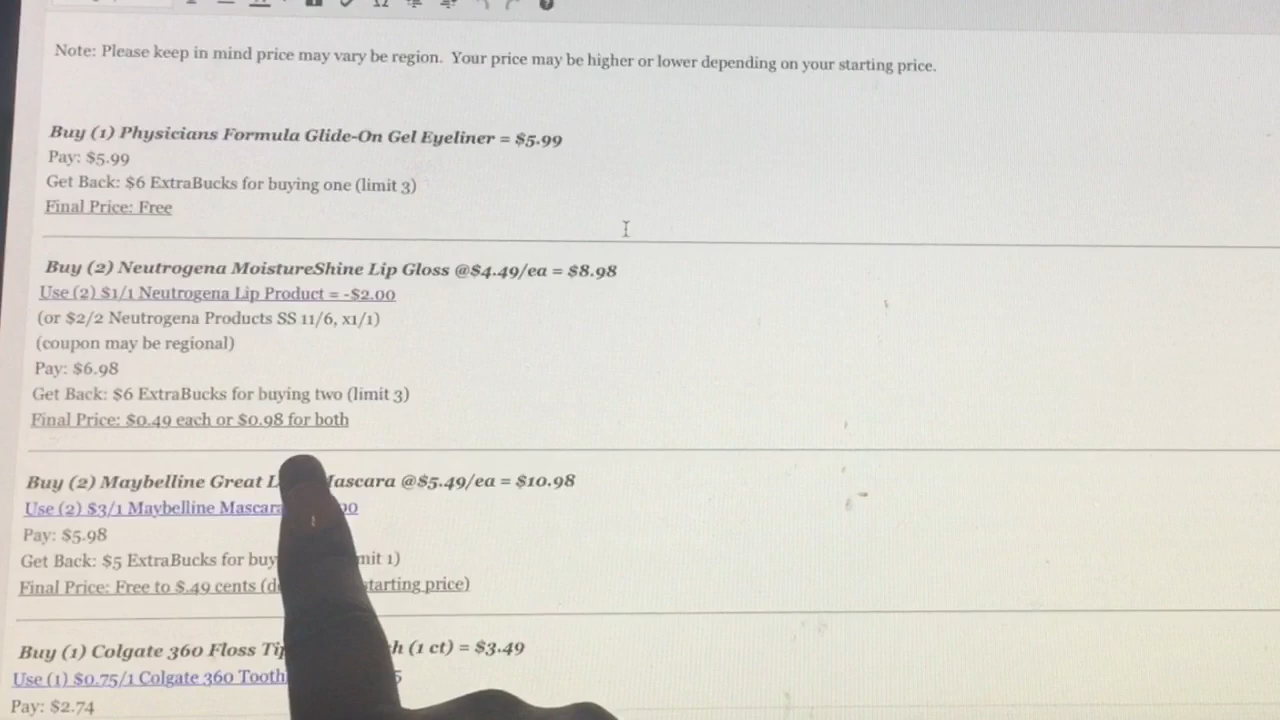 Note: Please keep in mind price may vary be region. Your price may be higher or lower depending on your starting price.
Buy (1) Physicians Formula Glide-On Gel Eyeliner = $5.99
Pay: $5.99
Get Back: $6 ExtraBucks for buying one (limit 3)
Final Price: Free
Buy (2) Neutrogena MoistureShine Lip Gloss @$4.49/ea = $8.98
Use (2) $1/1 Neutrogena Lip Product = -$2.00
(or $2/2 Neutrogena Products SS 11/6, x1/1)
(coupon may be regional)
Pay: $6.98
Get Back: $6 ExtraBucks for buying two (limit 3)
Final Price: $0.49 each or $0.98 for both
Buy (2) Maybelline Great @$5.49/ea = $10.98
Use (2) $3/1 Maybelline
Pay: $5.98
Get Back: $5 ExtraBucks for 1)
Final Price: Free to $.49 cents starting price)
Buy (1) Colgate 360 Floss (1 ct) = $3.49
Use (1) $0.75/1 Colgate 360
Pay: $2.74